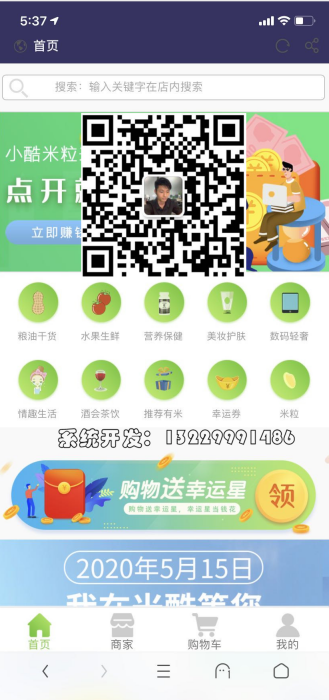 5:37
首页
搜索：输入关键字在店内搜索
小酷米粒
点开
立即赚
粮油干货 水果生鲜 营养保健 美妆护肤 数码轻奢
情趣生活 酒会茶饮 推荐有米 幸运券 米粒
系统开发：13229991486
购物送幸运星
购物送幸运星，幸运星当钱花
领
2020年5月15日
我在米酷等您
首页 商家 购物车 我的